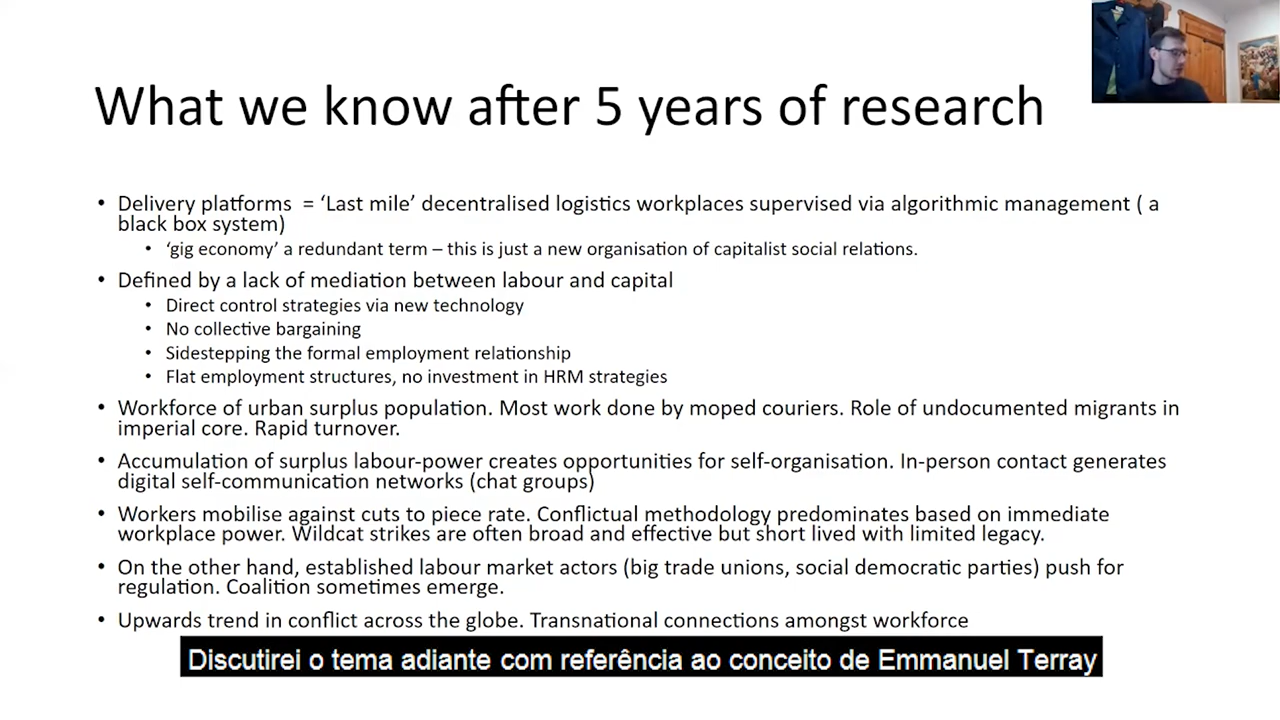 What we know after 5 years of research
• Delivery platforms = ‘Last mile’ decentralised logistics workplaces supervised via algorithmic management ( a
black box system)
• ‘gig economy’ a redundant term – this is just a new organisation of capitalist social relations.
• Defined by a lack of mediation between labour and capital
• Direct control strategies via new technology
• No collective bargaining
• Sidestepping the formal employment relationship
• Flat employment structures, no investment in HRM strategies
• Workforce of urban surplus population. Most work done by moped couriers. Role of undocumented migrants in
imperial core. Rapid turnover.
• Accumulation of surplus labour-power creates opportunities for self-organisation. In-person contact generates
digital self-communication networks (chat groups)
• Workers mobilise against cuts to piece rate. Conflictual methodology predominates based on immediate
workplace power. Wildcat strikes are often broad and effective but short lived with limited legacy.
• On the other hand, established labour market actors (big trade unions, social democratic parties) push for
regulation. Coalition sometimes emerge.
• Upwards trend in conflict across the globe. Transnational connections amongst workforce
Discutirei o tema adiante com referência ao conceito de Emmanuel Terray